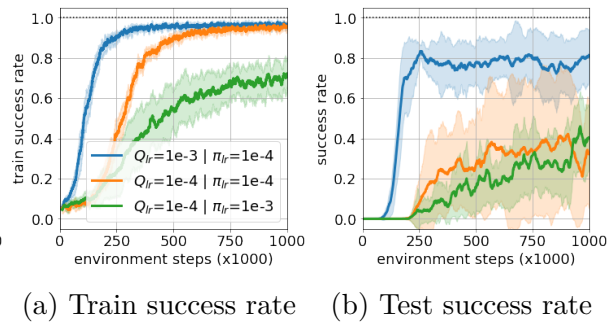 1.0
0.8
0.6
0.4
0.2
0.0
train success rate
Q_lr=1e-3 | π_lr=1e-4
Q_lr=1e-4 | π_lr=1e-4
Q_lr=1e-4 | π_lr=1e-3
0 250 500 750 1000
environment steps (x1000)
1.0
0.8
0.6
0.4
0.2
0.0
success rate
0 250 500 750 1000
environment steps (x1000)
(a) Train success rate
(b) Test success rate